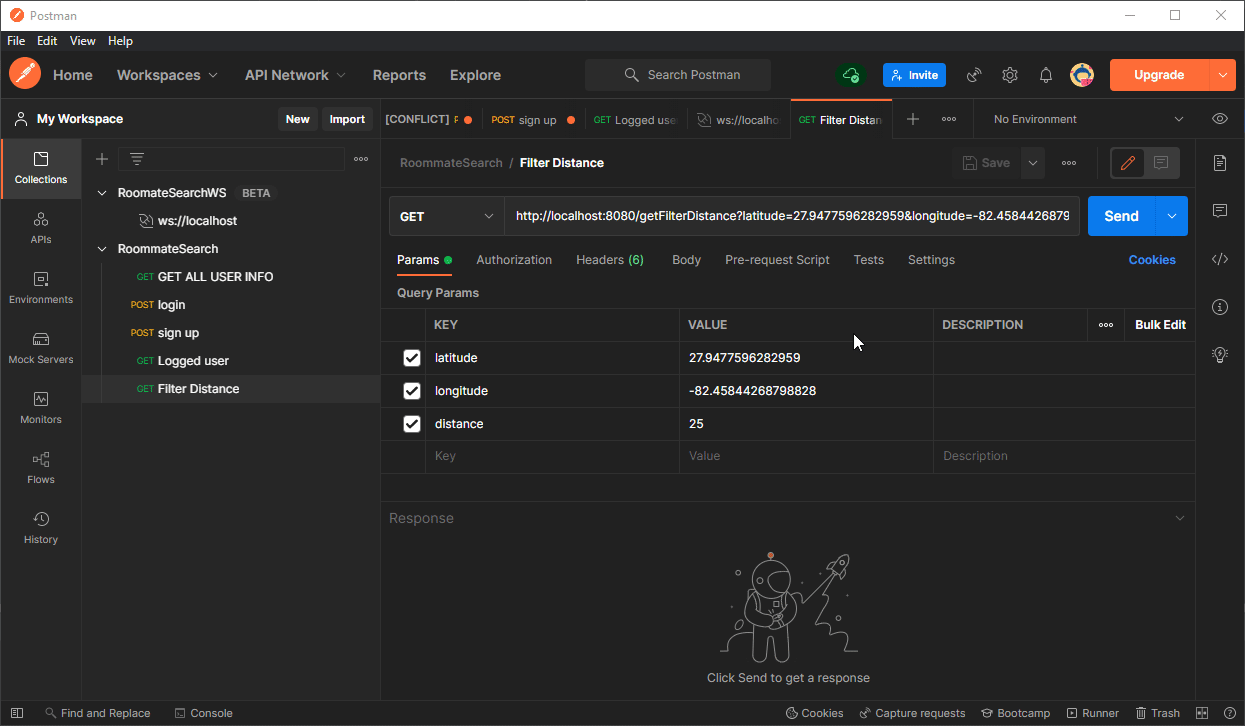 Postman
File Edit View Help
Home Workspaces API Network Reports Explore Search Postman Invite Upgrade
My Workspace New Import [CONFLICT] POST sign up GET Logged use ws://localho GET Filter Distan No Environment
Collections
APIs
Environments
Mock Servers
Monitors
Flows
History
RoomateSearchWS BETA
ws://localhost
RoommateSearch
GET GET ALL USER INFO
POST login
POST sign up
GET Logged user
GET Filter Distance
RoommateSearch / Filter Distance Save
GET http://localhost:8080/getFilterDistance?latitude=27.9477596282959&longitude=-82.4584426879 Send
Params Authorization Headers (6) Body Pre-request Script Tests Settings Cookies
Query Params
KEY VALUE DESCRIPTION Bulk Edit
latitude 27.9477596282959
longitude -82.45844268798828
distance 25
Key Value Description
Response
Click Send to get a response
Find and Replace Console Cookies Capture requests Bootcamp Runner Trash